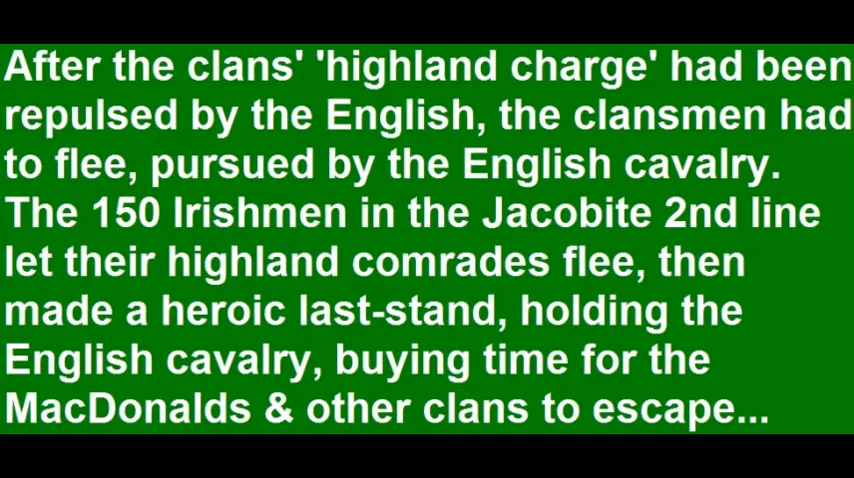 After the clans' 'highland charge' had been
repulsed by the English, the clansmen had
to flee, pursued by the English cavalry.
The 150 Irishmen in the Jacobite 2nd line
let their highland comrades flee, then
made a heroic last-stand, holding the
English cavalry, buying time for the
MacDonalds & other clans to escape...